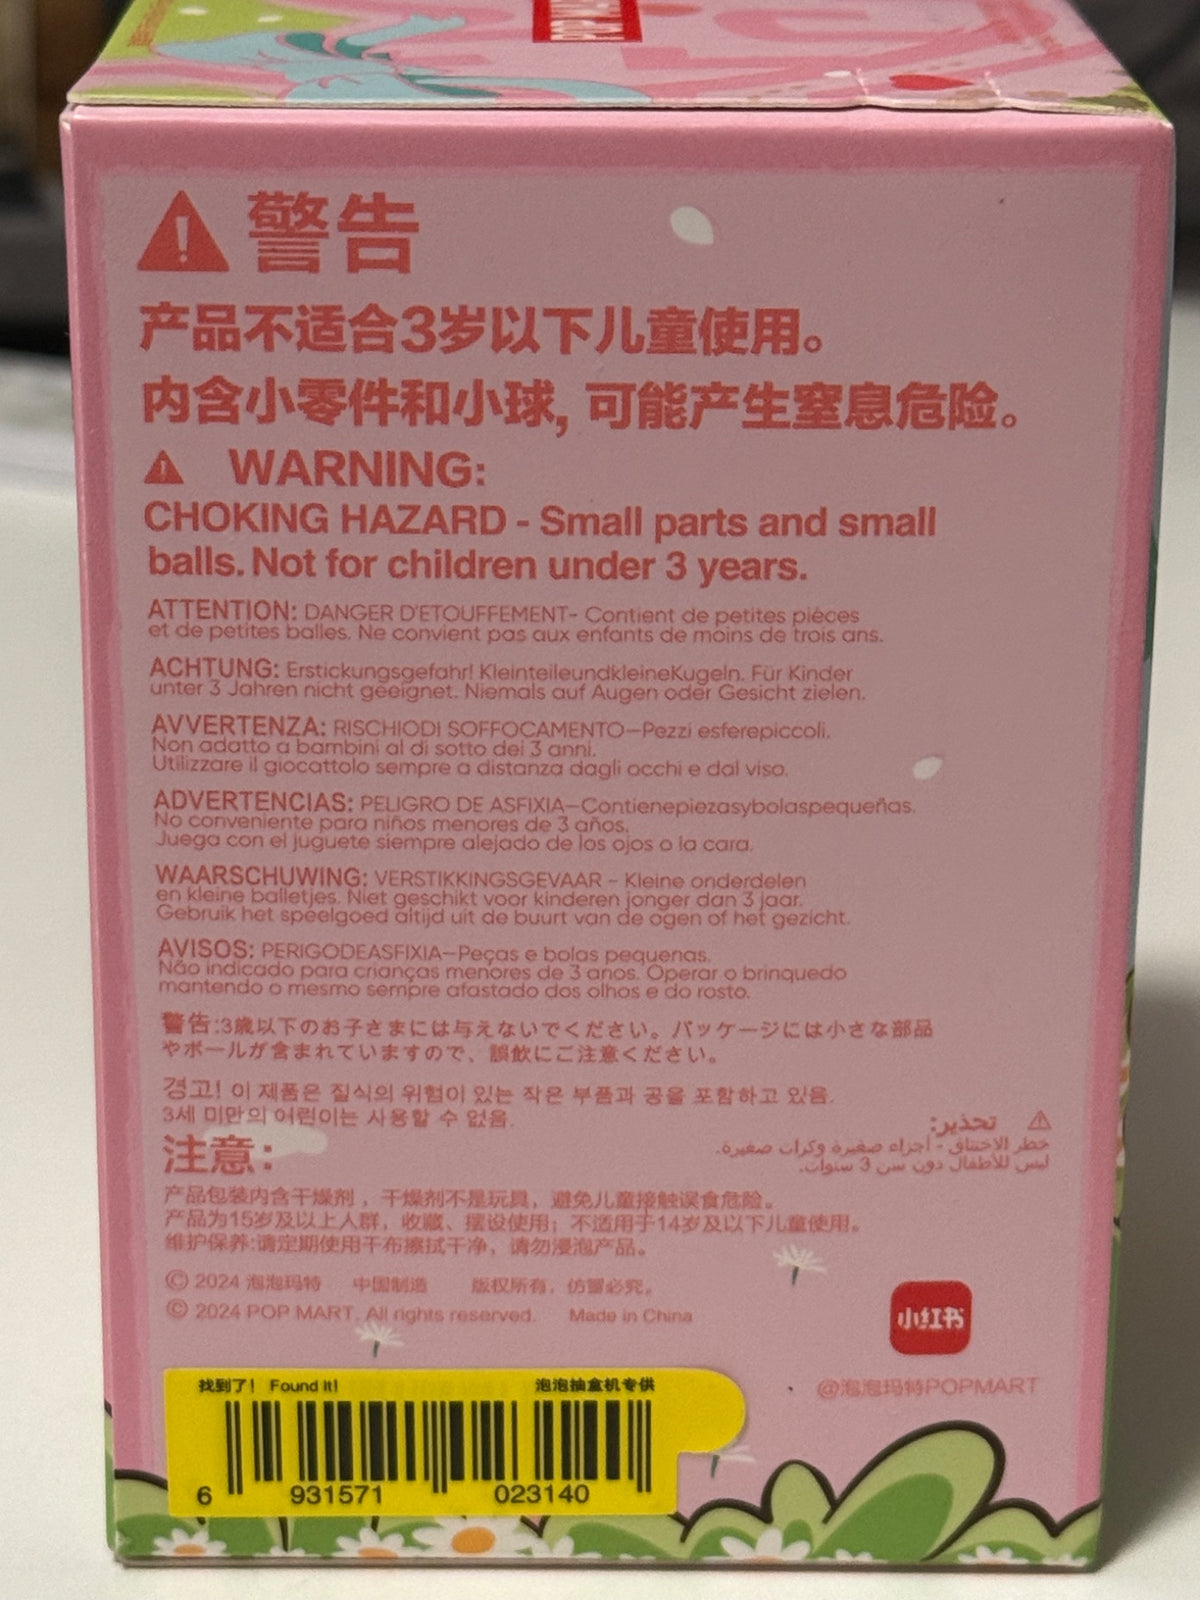 POP MA
警告
产品不适合3岁以下儿童使用。
内含小零件和小球, 可能产生窒息危险。
WARNING:
CHOKING HAZARD - Small parts and small
balls. Not for children under 3 years.
ATTENTION: DANGER D'ETOUFFEMENT- Contient de petites pièces
et de petites balles. Ne convient pas aux enfants de moins de trois ans.
ACHTUNG: Erstickungsgefahr! KleinteileundkleineKugeln. Für Kinder
unter 3 Jahren nicht geeignet. Niemals auf Augen oder Gesicht zielen.
AVVERTENZA: RISCHIODI SOFFOCAMENTO—Pezzi esferepiccoli.
Non adatto a bambini al di sotto dei 3 anni.
Utilizzare il giocattolo sempre a distanza dagli occhi e dal viso.
ADVERTENCIAS: PELIGRO DE ASFIXIA—Contienepiezasybolaspequeñas.
No conveniente para niños menores de 3 años.
Juega con el juguete siempre alejado de los ojos o la cara.
WAARSCHUWING: VERSTIKKINGSGEVAAR - Kleine onderdelen
en kleine balletjes. Niet geschikt voor kinderen jonger dan 3 jaar.
Gebruik het speelgoed altijd uit de buurt van de ogen of het gezicht.
AVISOS: PERIGODEASFIXIA—Peças e bolas pequenas.
Não indicado para crianças menores de 3 anos. Operar o brinquedo
mantendo o mesmo sempre afastado dos olhos e do rosto.
警告:3歳以下のお子さまには与えないでください。パッケージには小さな部品
やボールが含まれていますので、誤飲にご注意ください。
경고! 이 제품은 질식의 위험이 있는 작은 부품과 공을 포함하고 있음.
3세 미만의 어린이는 사용할 수 없음.
تحذير:
خطر الاختناق - أجزاء صغيرة وكرات صغيرة.
ليس للأطفال دون سن 3 سنوات.
注意:
产品包装内含干燥剂，干燥剂不是玩具，避免儿童接触误食危险。
产品为15岁及以上人群，收藏、摆设使用；不适用于14岁及以下儿童使用。
维护保养:请定期使用干布擦拭干净，请勿浸泡产品。
© 2024 泡泡玛特 中国制造 版权所有，仿冒必究。
© 2024 POP MART. All rights reserved. Made in China
小红书
@泡泡玛特POPMART
找到了！ Found It! 泡泡抽盒机专供
6 931571 023140